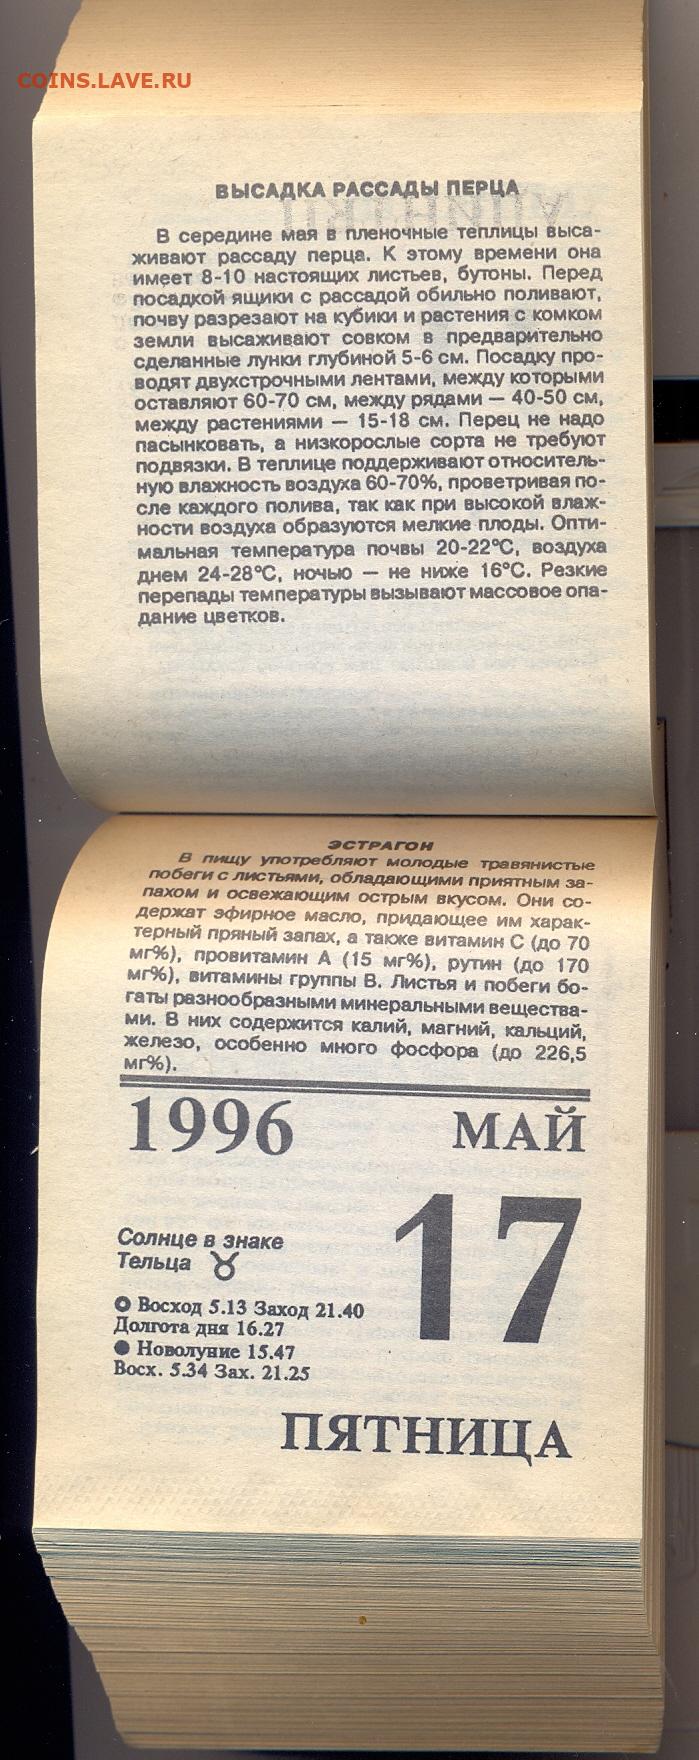 COINS.LAVE.RU
ВЫСАДКА РАССАДЫ ПЕРЦА
В середине мая в пленочные теплицы выса-
живают рассаду перца. К этому времени она
имеет 8-10 настоящих листьев, бутоны. Перед
посадкой ящики с рассадой обильно поливают,
почву разрезают на кубики и растения с комком
земли высаживают совком в предварительно
сделанные лунки глубиной 5-6 см. Посадку про-
водят двухстрочными лентами, между которыми
оставляют 60-70 см, между рядами — 40-50 см,
между растениями — 15-18 см. Перец не надо
пасынковать, а низкорослые сорта не требуют
подвязки. В теплице поддерживают относитель-
ную влажность воздуха 60-70%, проветривая по-
сле каждого полива, так как при высокой влаж-
ности воздуха образуются мелкие плоды. Опти-
мальная температура почвы 20-22°С, воздуха
днем 24-28°С, ночью — не ниже 16°С. Резкие
перепады температуры вызывают массовое опа-
дание цветков.
ЭСТРАГОН
В пищу употребляют молодые травянистые
побеги с листьями, обладающими приятным за-
пахом и освежающим острым вкусом. Они со-
держат эфирное масло, придающее им харак-
терный пряный запах, а также витамин С (до 70
мг%), провитамин А (15 мг%), рутин (до 170
мг%), витамины группы В. Листья и побеги бо-
гаты разнообразными минеральными вещества-
ми. В них содержится калий, магний, кальций,
железо, особенно много фосфора (до 226,5
мг%).
1996 МАЙ
17
Солнце в знаке
Тельца ♉
Восход 5.13 Заход 21.40
Долгота дня 16.27
Новолуние 15.47
Восх. 5.34 Зах. 21.25
ПЯТНИЦА